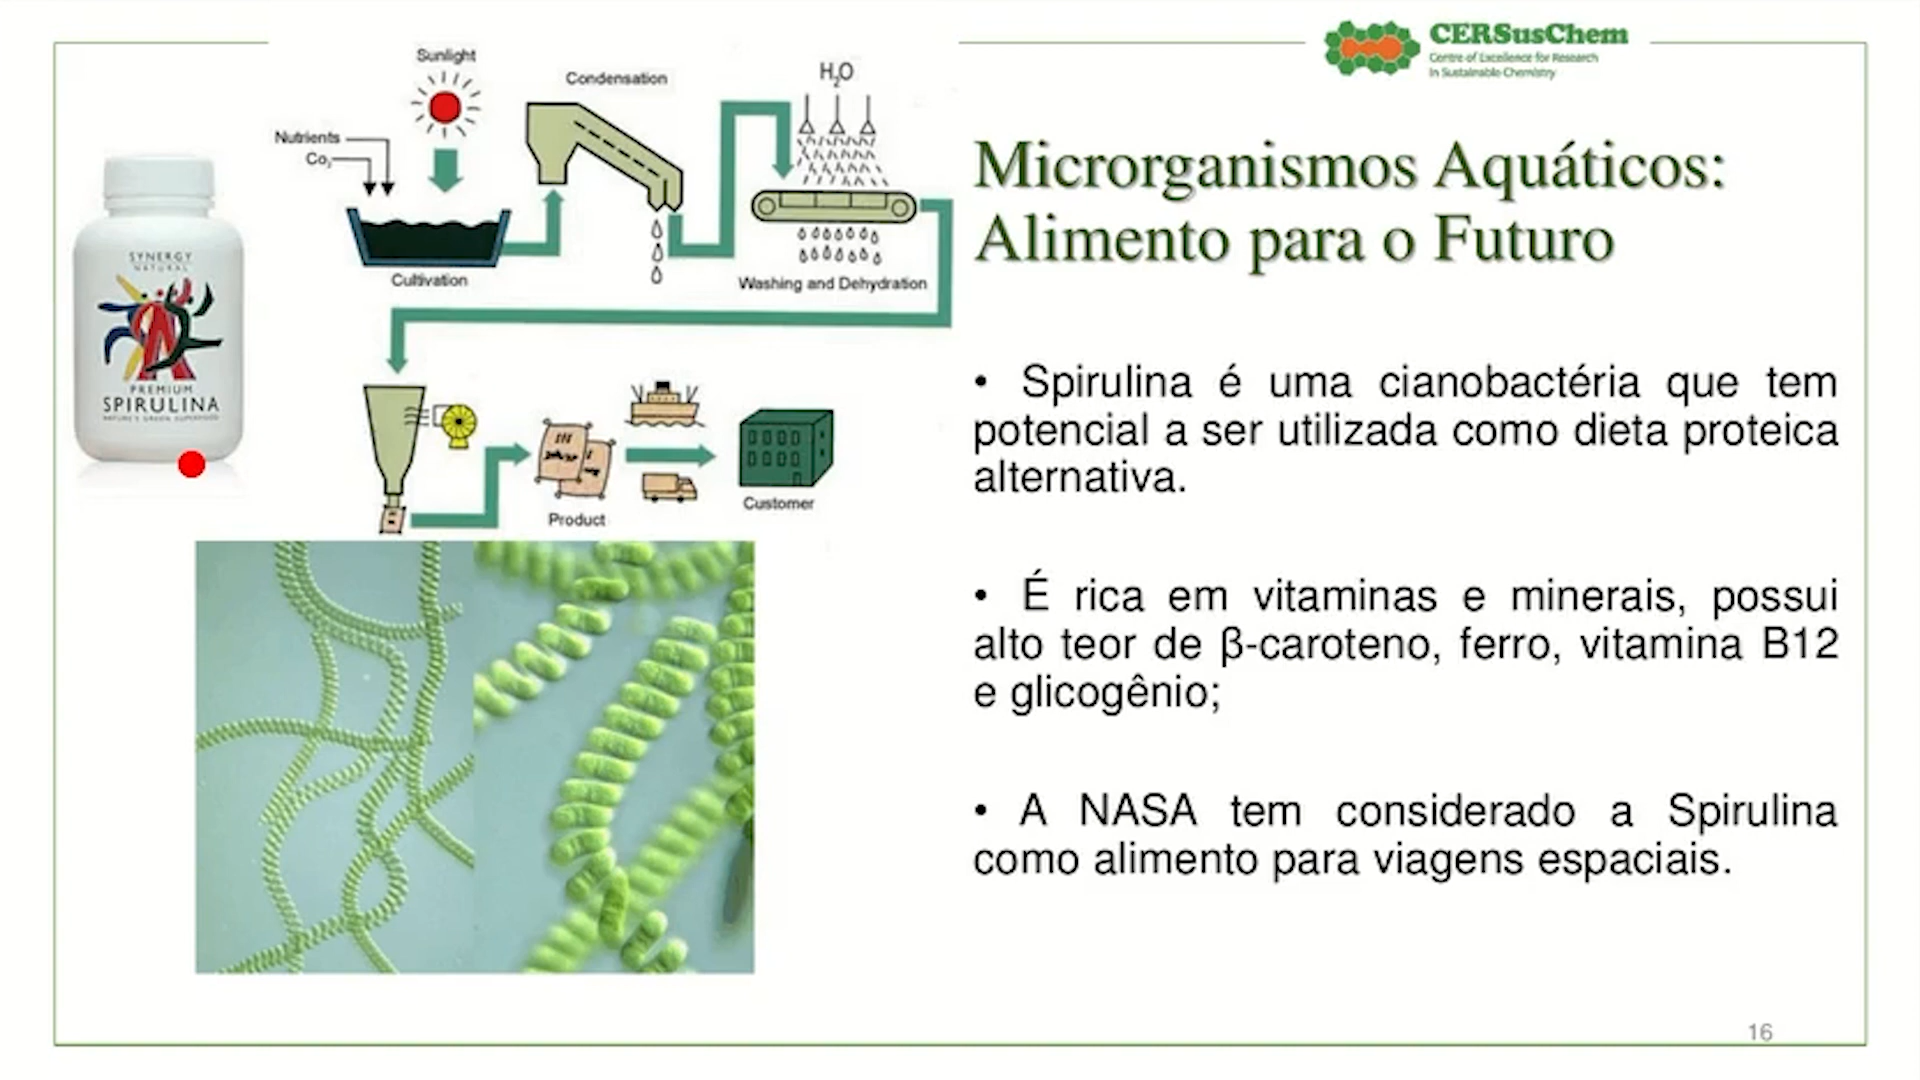 CERSusChem
Centre of Excellence for Research
in Sustainable Chemistry
Sunlight
Condensation
H₂O
Nutrients
Co₂
Cultivation
Washing and Dehydration
Product
Customer
SYNERGY
NATURAL
PREMIUM
SPIRULINA
NATURE'S GREEN SUPERFOOD
Microrganismos Aquáticos:
Alimento para o Futuro
• Spirulina é uma cianobactéria que tem
potencial a ser utilizada como dieta proteica
alternativa.
• É rica em vitaminas e minerais, possui
alto teor de β-caroteno, ferro, vitamina B12
e glicogênio;
• A NASA tem considerado a Spirulina
como alimento para viagens espaciais.
16